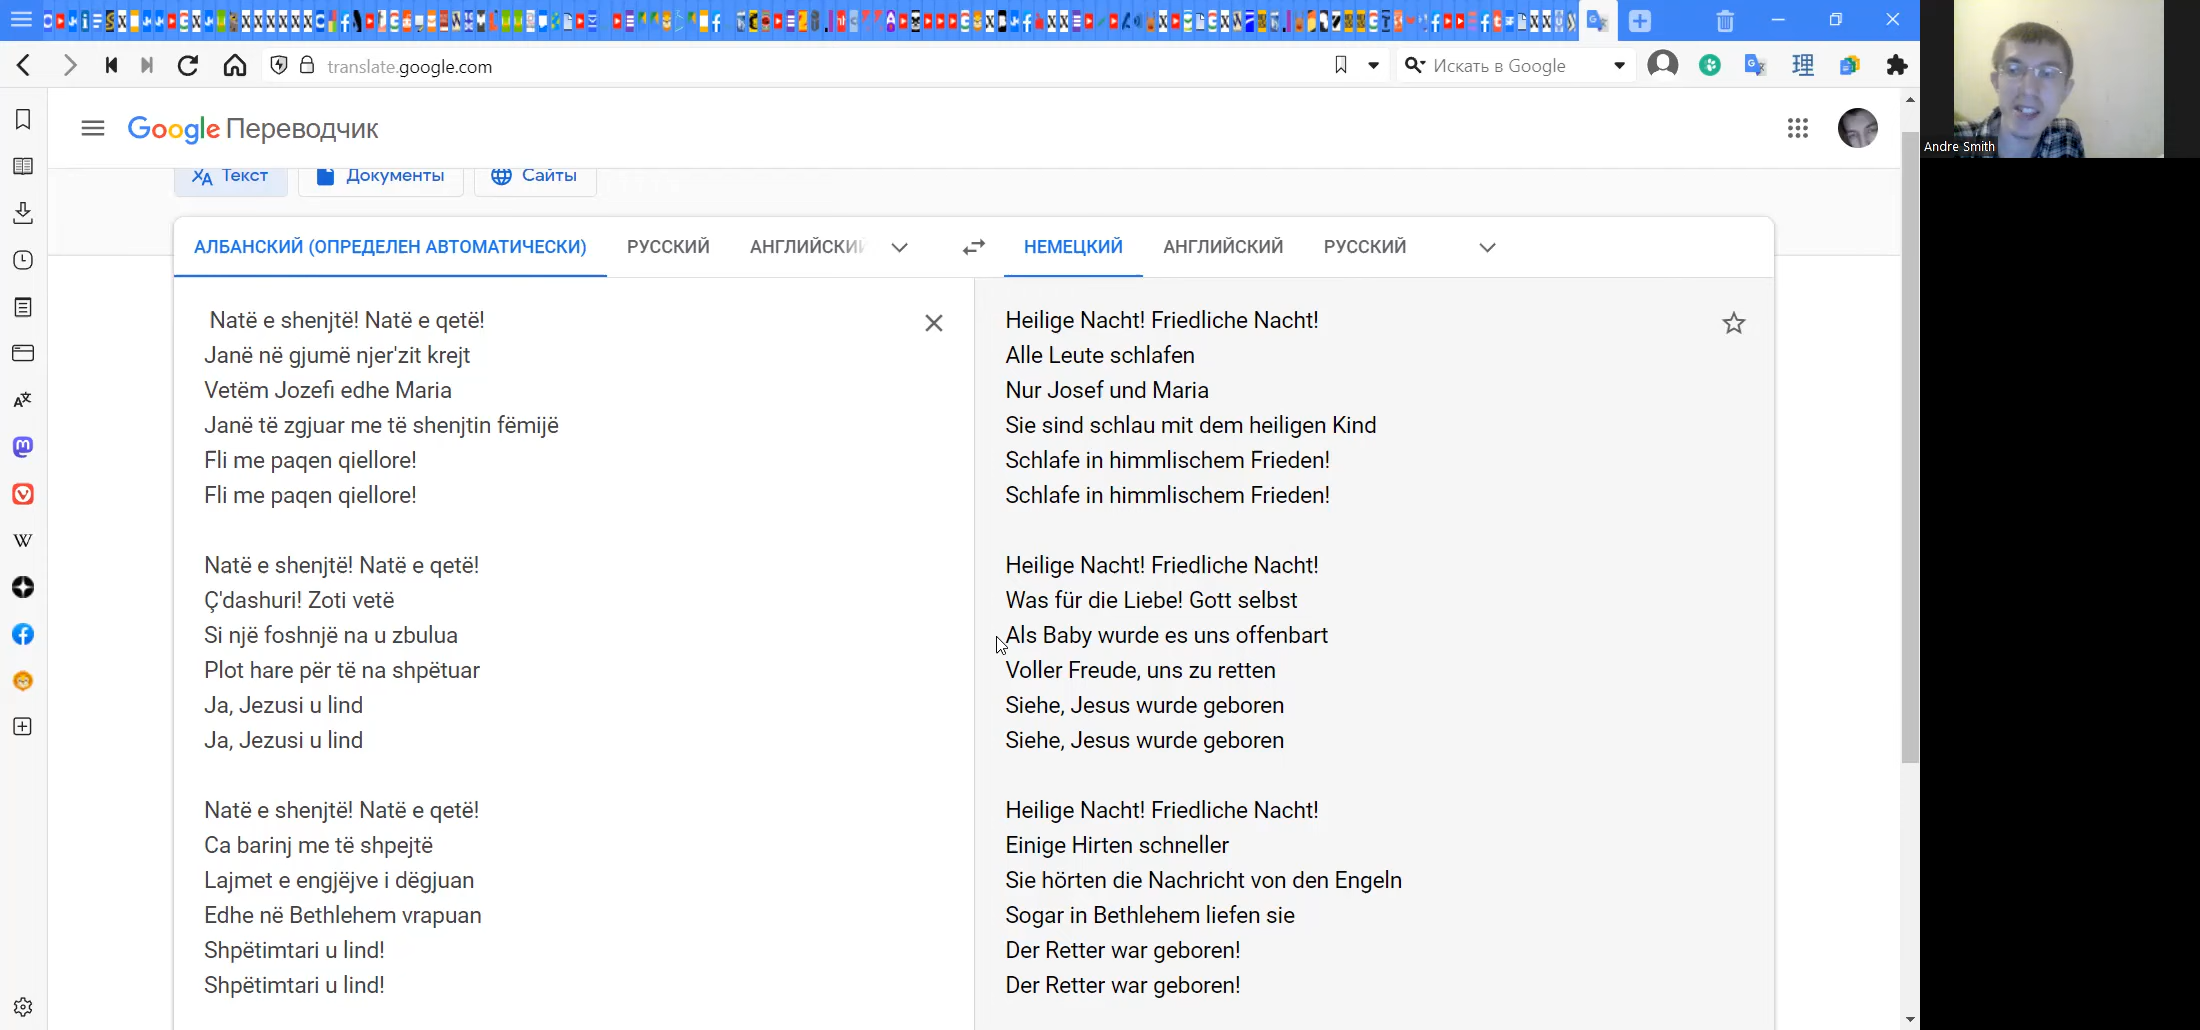 translate.google.com
Искать в Google
Google Переводчик
Текст
Документы
Сайты
Andre Smith
АЛБАНСКИЙ (ОПРЕДЕЛЕН АВТОМАТИЧЕСКИ)
РУССКИЙ
АНГЛИЙСКИЙ
НЕМЕЦКИЙ
АНГЛИЙСКИЙ
РУССКИЙ
Natë e shenjtë! Natë e qetë!
Janë në gjumë njer'zit krejt
Vetëm Jozefi edhe Maria
Janë të zgjuar me të shenjtin fëmijë
Fli me paqen qiellore!
Fli me paqen qiellore!
Natë e shenjtë! Natë e qetë!
Ç'dashuri! Zoti vetë
Si një foshnjë na u zbulua
Plot hare për të na shpëtuar
Ja, Jezusi u lind
Ja, Jezusi u lind
Natë e shenjtë! Natë e qetë!
Ca barinj me të shpejtë
Lajmet e engjëjve i dëgjuan
Edhe në Bethlehem vrapuan
Shpëtimtari u lind!
Shpëtimtari u lind!
Heilige Nacht! Friedliche Nacht!
Alle Leute schlafen
Nur Josef und Maria
Sie sind schlau mit dem heiligen Kind
Schlafe in himmlischem Frieden!
Schlafe in himmlischem Frieden!
Heilige Nacht! Friedliche Nacht!
Was für die Liebe! Gott selbst
Als Baby wurde es uns offenbart
Voller Freude, uns zu retten
Siehe, Jesus wurde geboren
Siehe, Jesus wurde geboren
Heilige Nacht! Friedliche Nacht!
Einige Hirten schneller
Sie hörten die Nachricht von den Engeln
Sogar in Bethlehem liefen sie
Der Retter war geboren!
Der Retter war geboren!